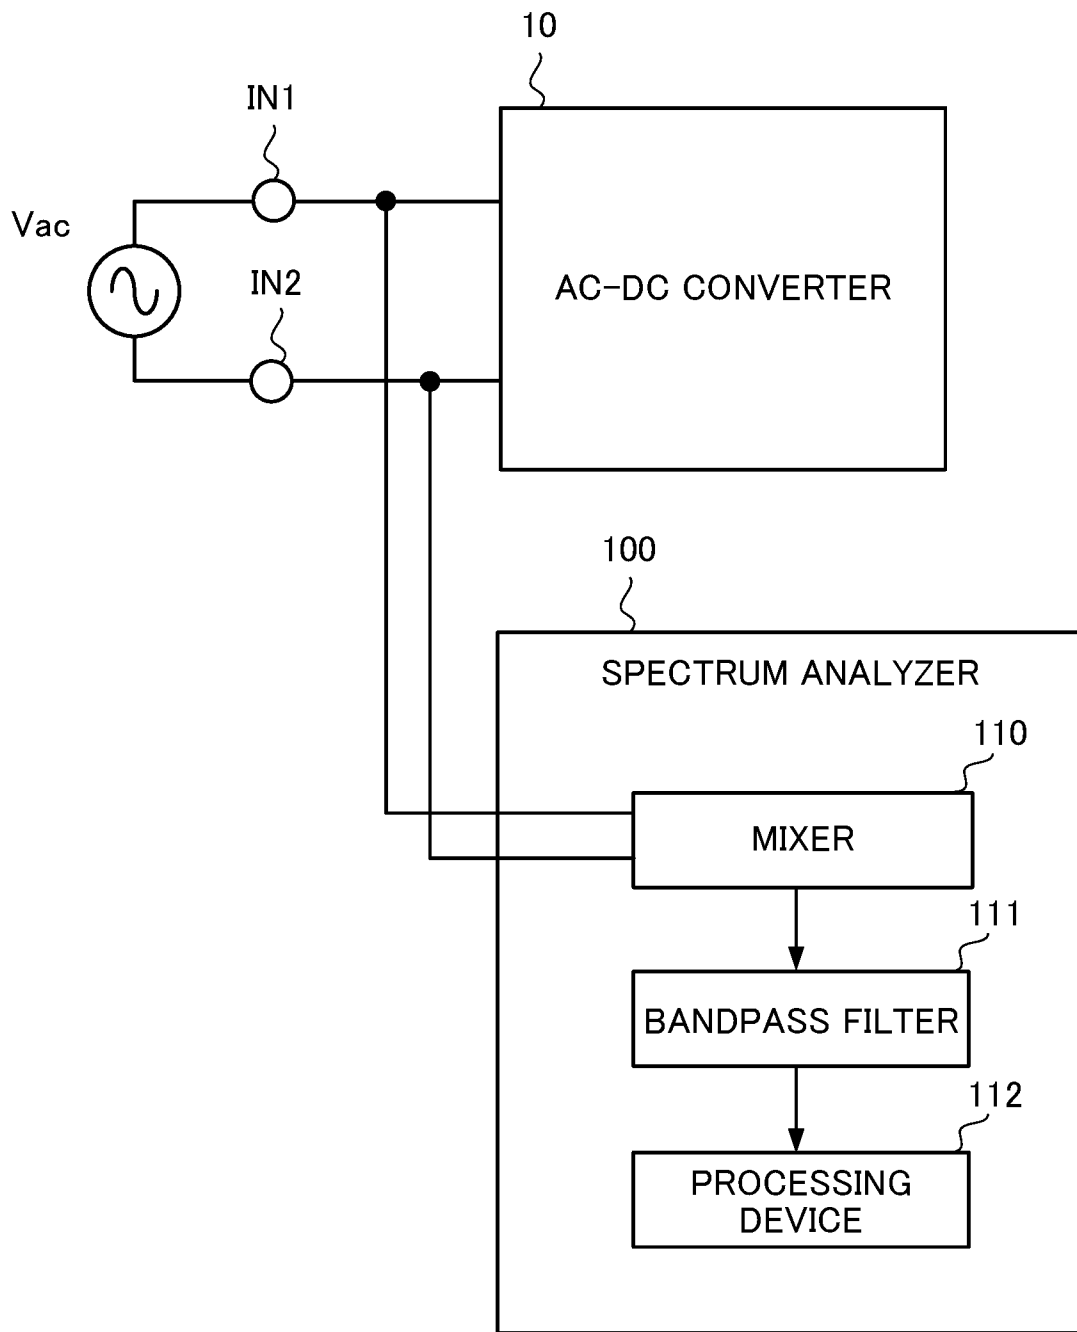 10
IN1
Vac
IN2
AC-DC CONVERTER
100
SPECTRUM ANALYZER
110
MIXER
111
BANDPASS FILTER
112
PROCESSING
DEVICE